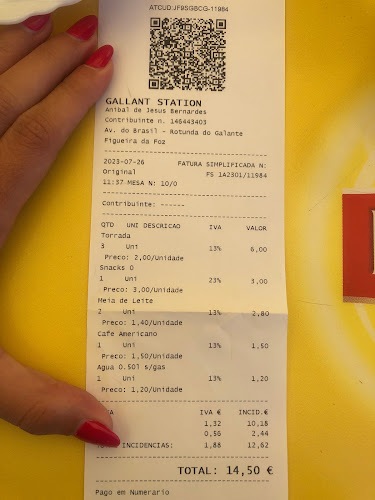 ATCUD:JF95GBCG-11984
GALLANT STATION
Anibal de Jesus Bernardes
Contribuinte n. 146443403
Av. do Brasil - Rotunda do Galante
Figueira da Foz
2023-07-26 FATURA SIMPLIFICADA N:
Original FS 1A2301/11984
11:37 MESA N: 10/0
Contribuinte: ------
QTD UNI DESCRICAO IVA VALOR
Torrada
3 Uni 13% 6,00
Preco: 2,00/Unidade
Snacks O
1 Uni 23% 3,00
Preco: 3,00/Unidade
Meia de Leite
2 Uni 13% 2,80
Preco: 1,40/Unidade
Cafe Americano
1 Uni 13% 1,50
Preco: 1,50/Unidade
Agua 0.50l s/gas
1 Uni 13% 1,20
Preco: 1,20/Unidade
IVA € INCID.€
1,32 10,18
0,56 2,44
INCIDENCIAS: 1,88 12,62
TOTAL: 14,50 €
Pago em Numerario